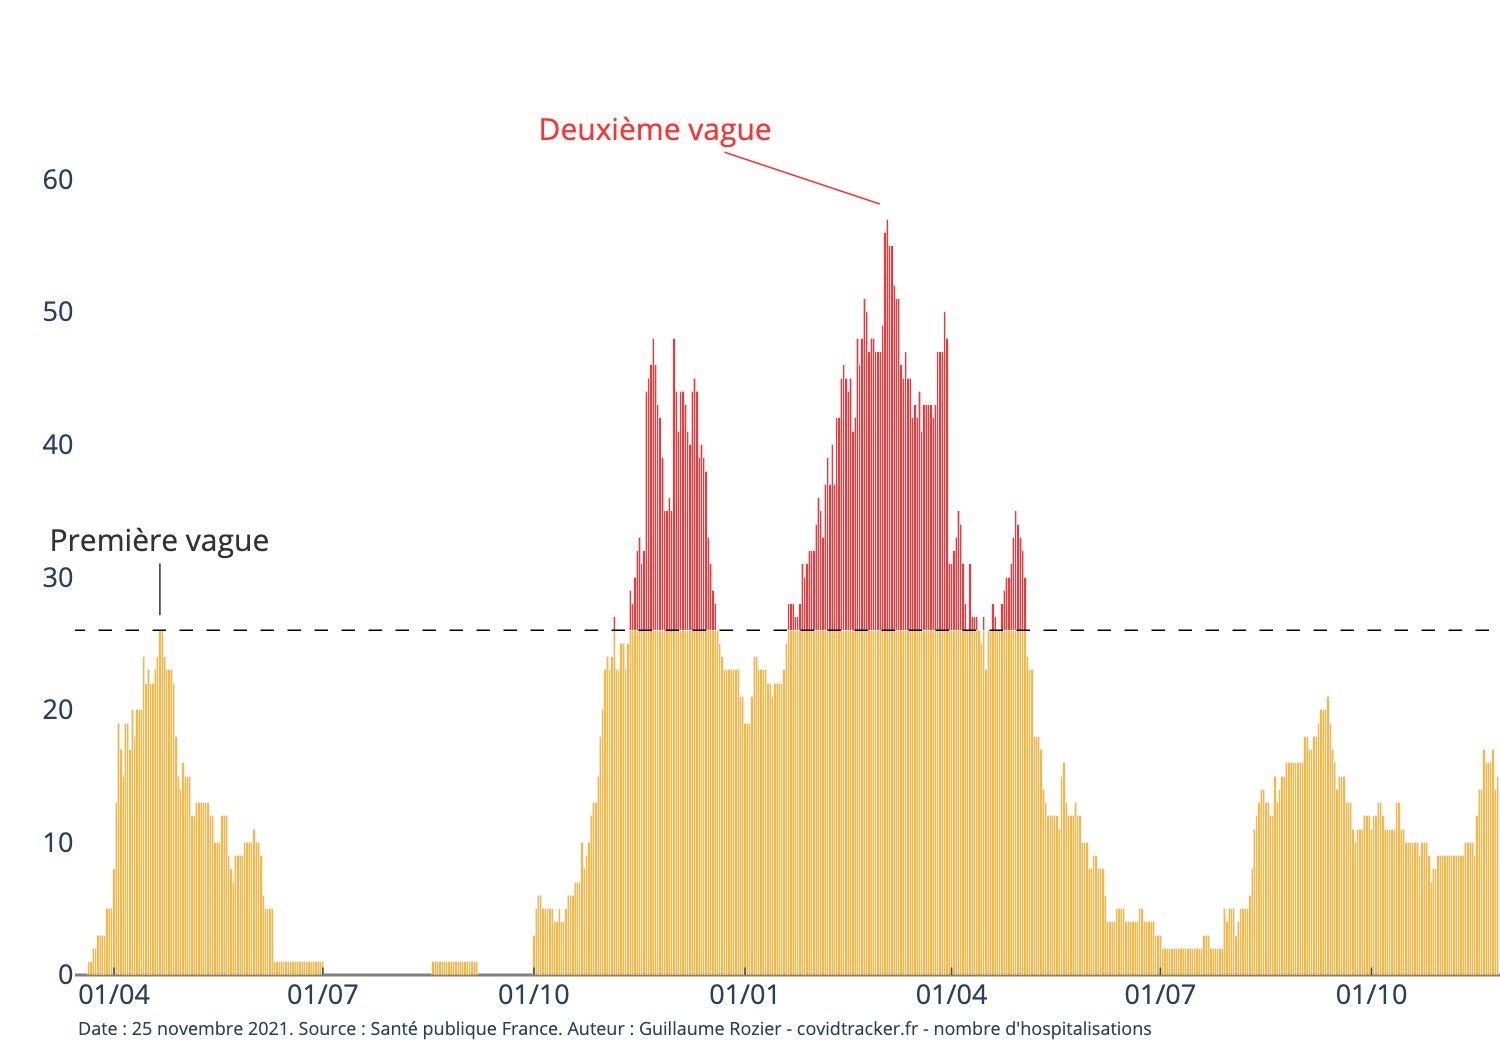 Deuxième vague
60
50
40
Première vague
30
20
10
0
01/04 01/07 01/10 01/01 01/04 01/07 01/10
Date : 25 novembre 2021. Source : Santé publique France. Auteur : Guillaume Rozier - covidtracker.fr - nombre d'hospitalisations